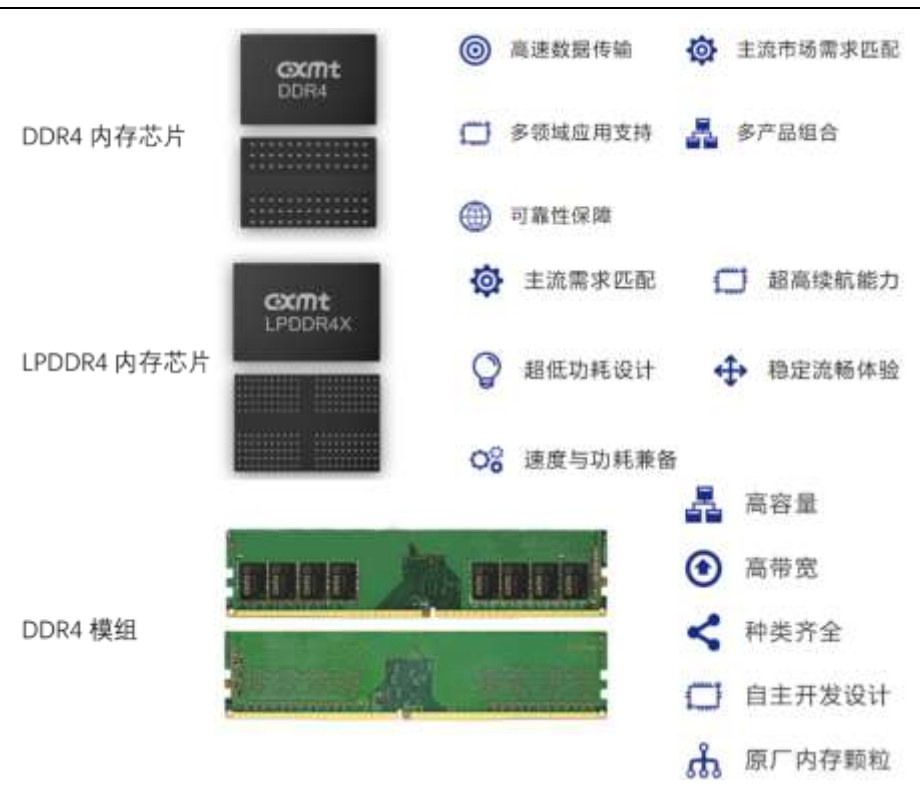 cxmt
DDR4
高速数据传输
主流市场需求匹配
DDR4 内存芯片
多领域应用支持
多产品组合
可靠性保障
cxmt
LPDDR4X
主流需求匹配
超高续航能力
LPDDR4 内存芯片
超低功耗设计
稳定流畅体验
速度与功耗兼备
高容量
高带宽
DDR4 模组
种类齐全
自主开发设计
原厂内存颗粒